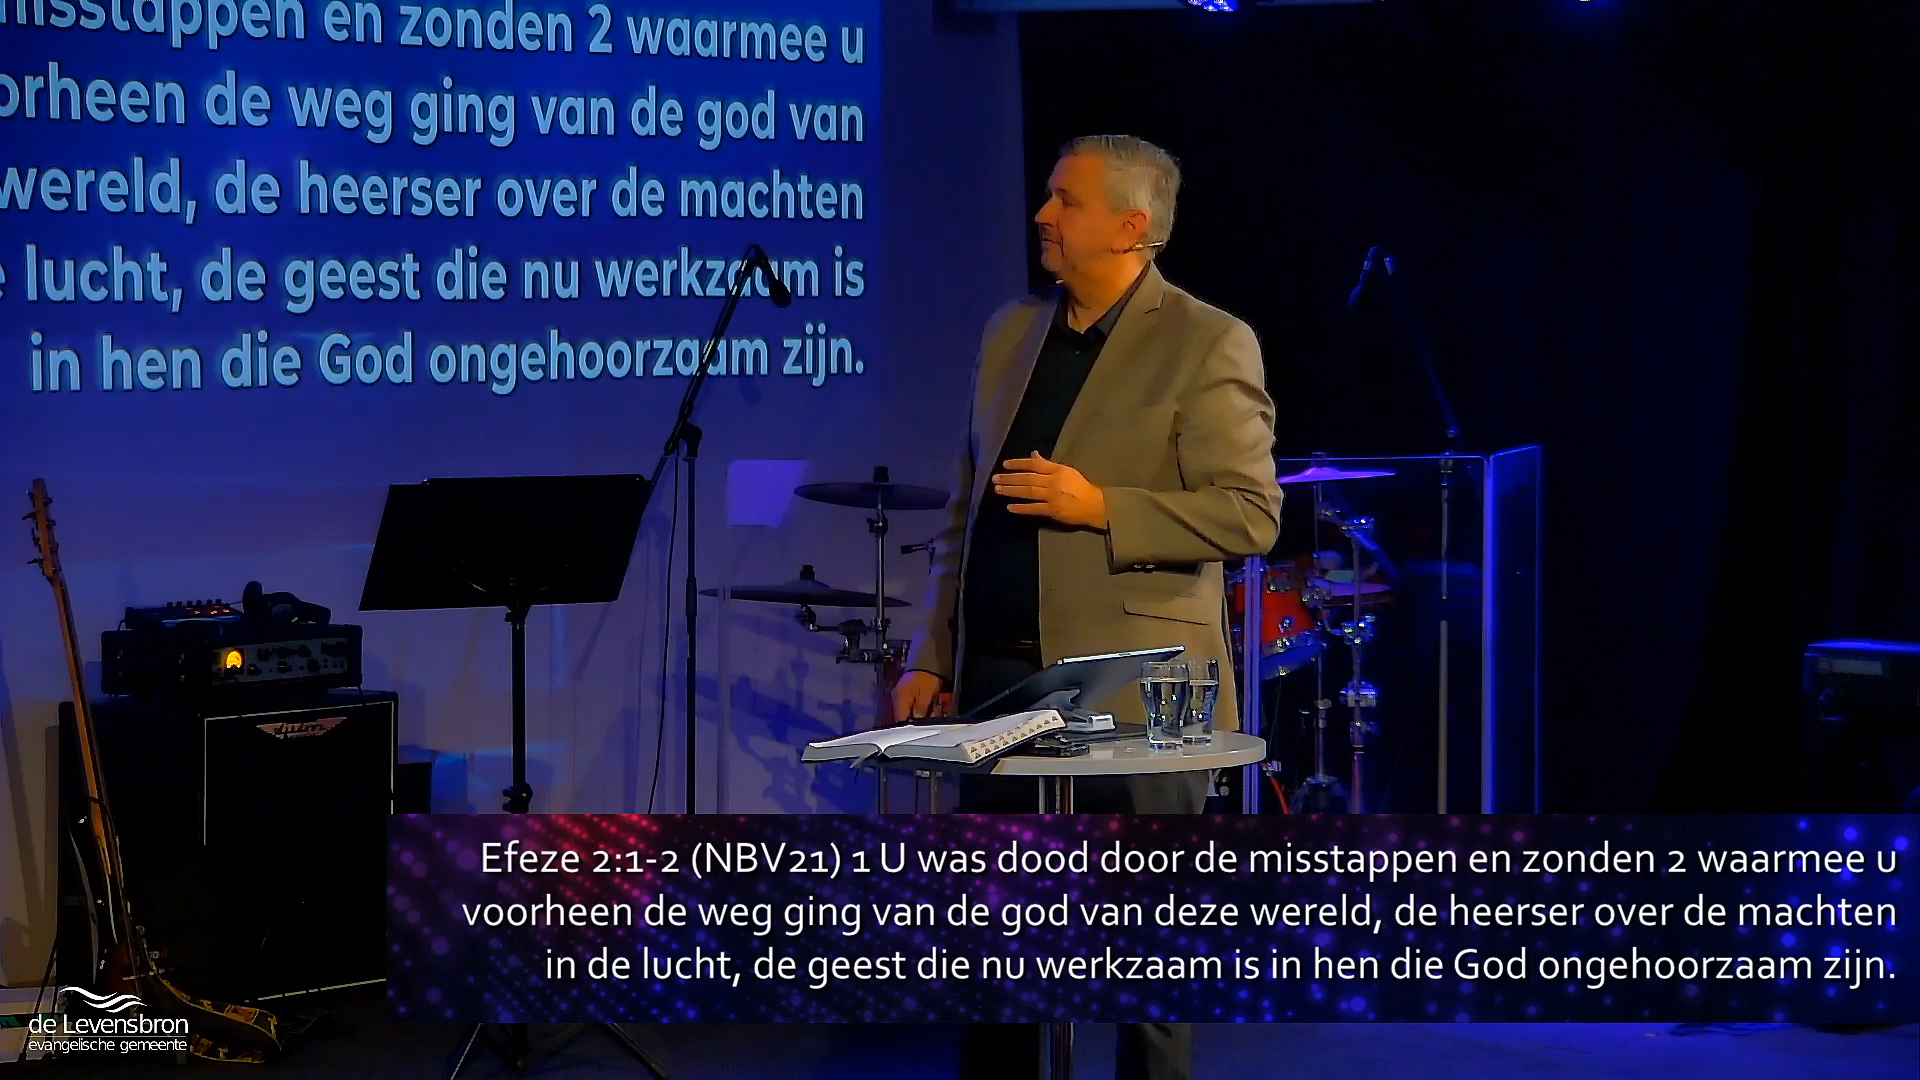 misstappen en zonden 2 waarmee u
orheen de weg ging van de god van
wereld, de heerser over de machten
lucht, de geest die nu werkzaam is
in hen die God ongehoorzaam zijn.
Efeze 2:1-2 (NBV21) 1 U was dood door de misstappen en zonden 2 waarmee u
voorheen de weg ging van de god van deze wereld, de heerser over de machten
in de lucht, de geest die nu werkzaam is in hen die God ongehoorzaam zijn.
de Levensbron
evangelische gemeente